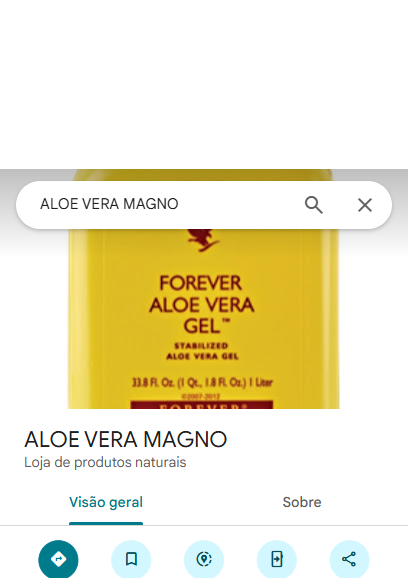 ALOE VERA MAGNO
FOREVER
ALOE VERA
GEL™
STABILIZED
ALOE VERA GEL
33.8 Fl. Oz. (1 Qt., 1.8 Fl. Oz.) 1 Liter
©2007-2012
FOREVER®
ALOE VERA MAGNO
Loja de produtos naturais
Visão geral
Sobre